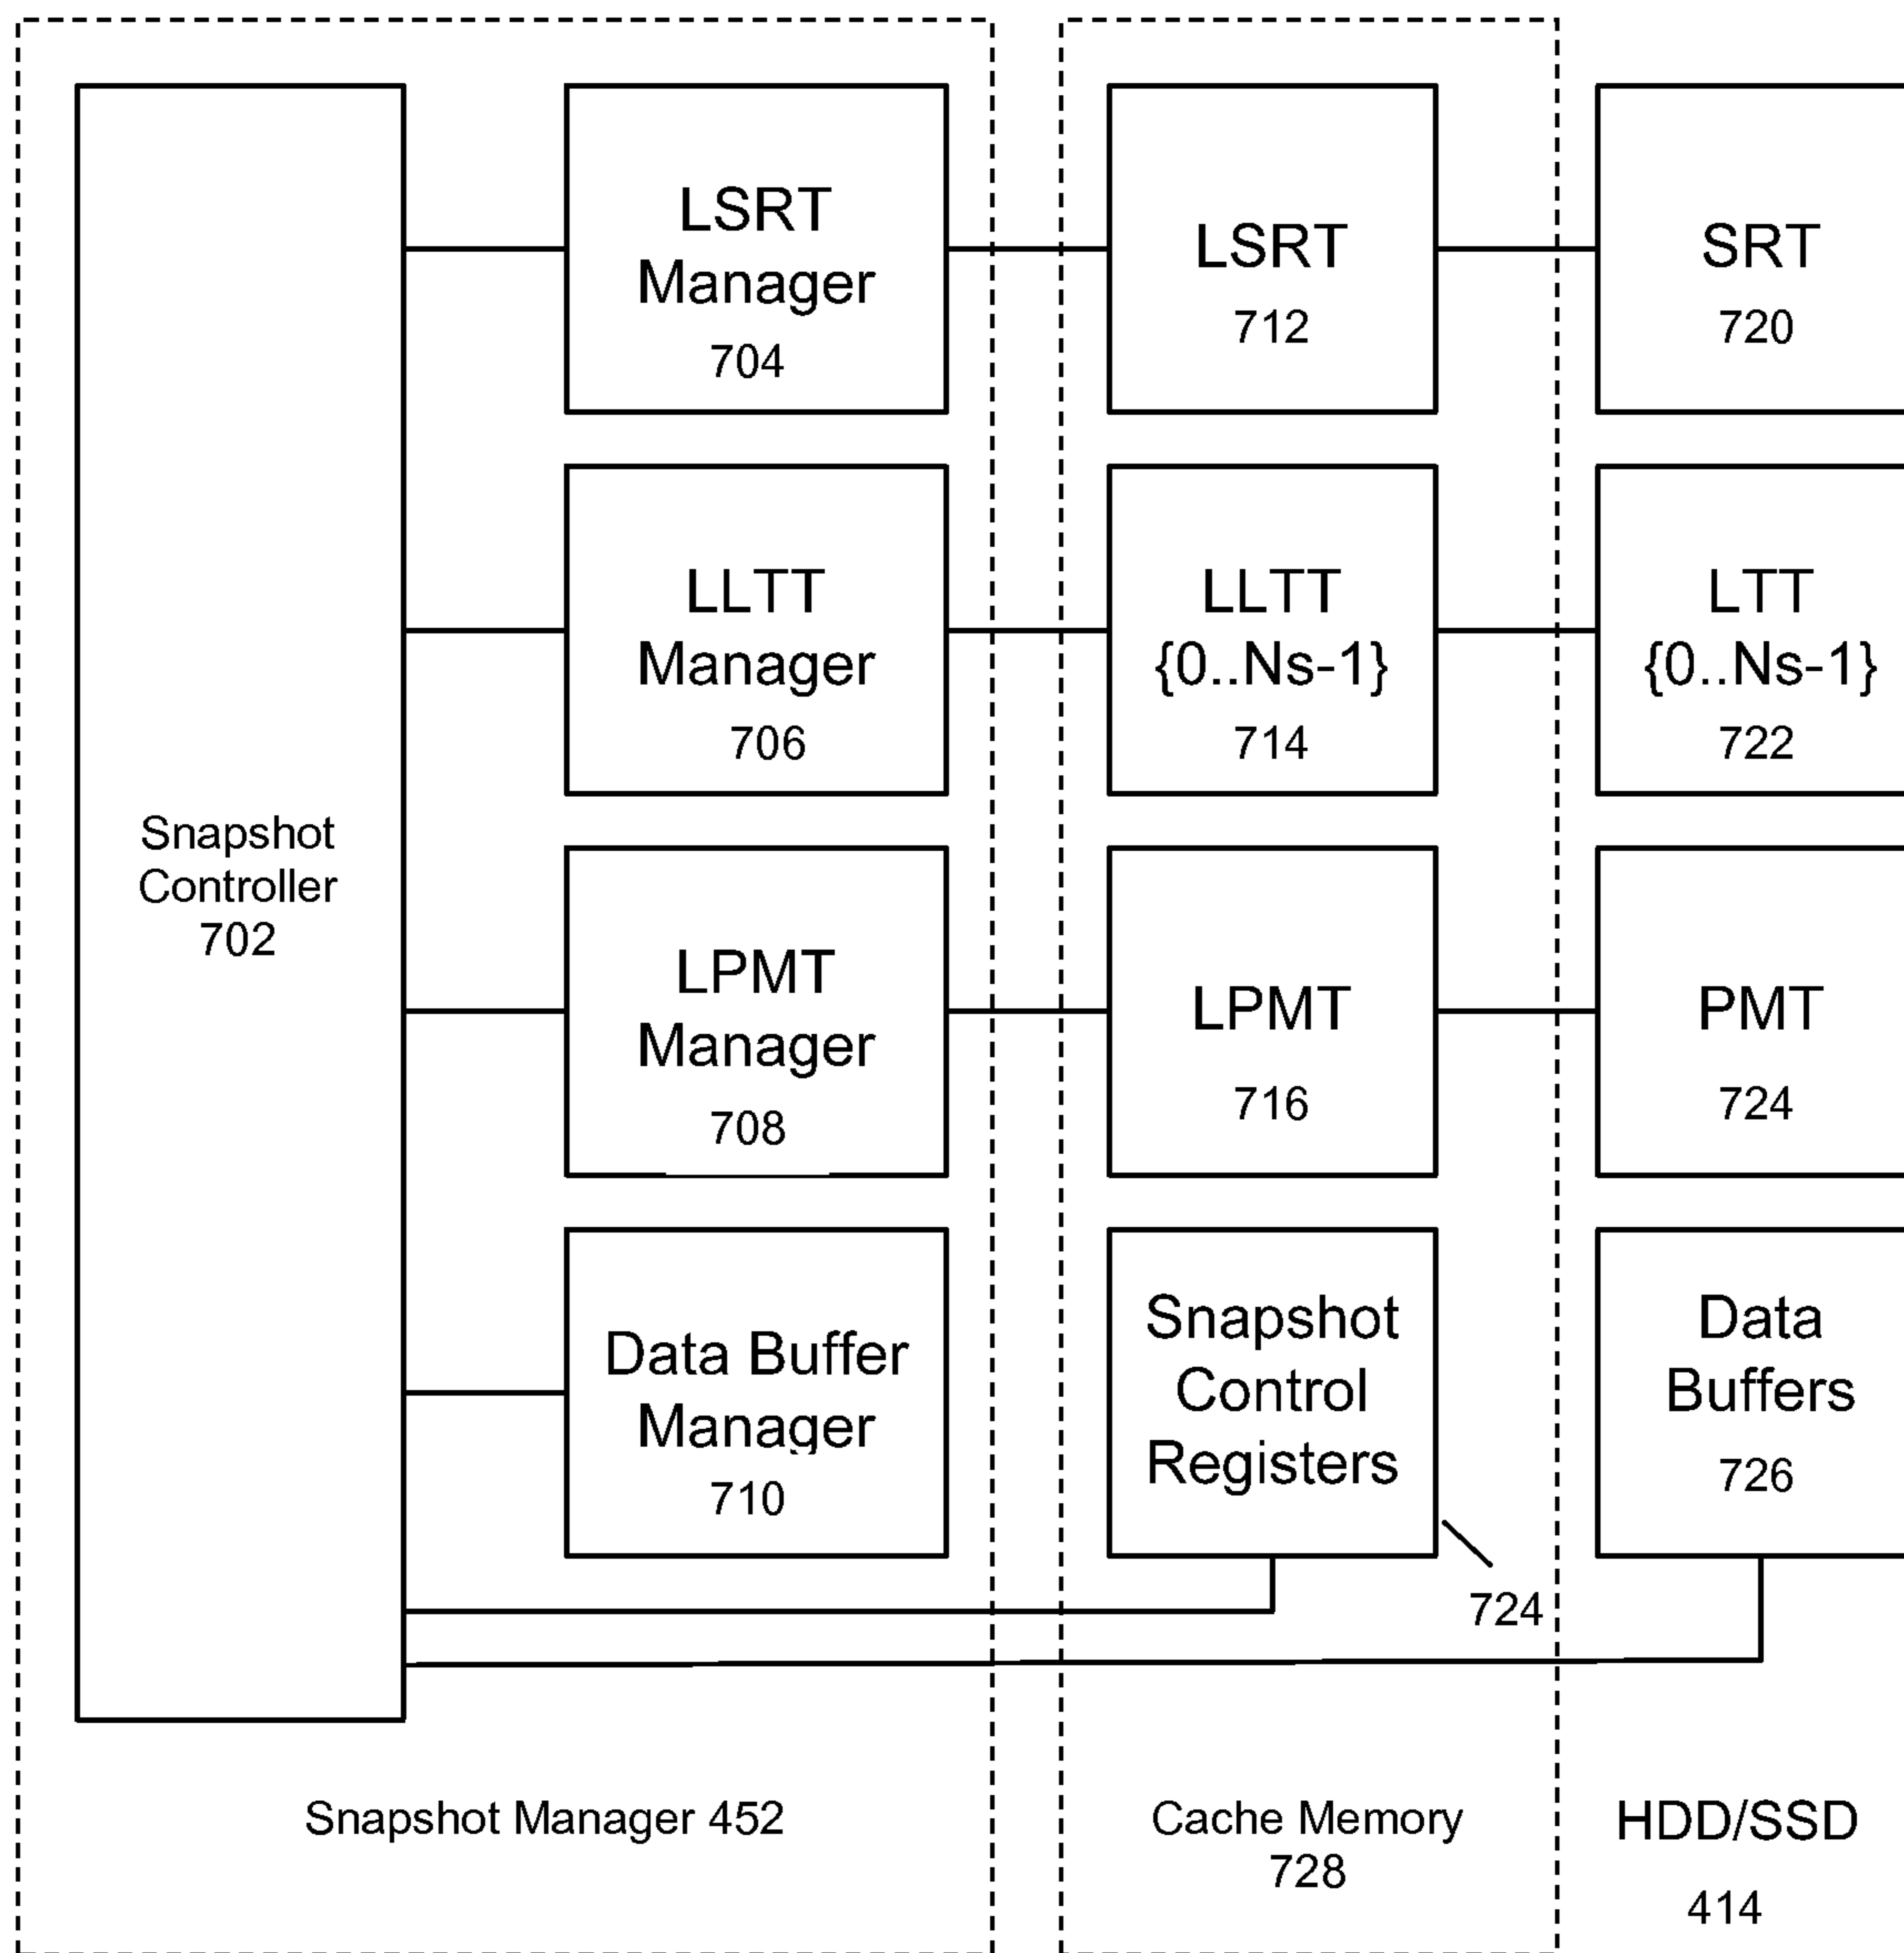 Snapshot
Controller
702
LSRT
Manager
704
LSRT
712
SRT
720
LLTT
Manager
706
LLTT
{0..Ns-1}
714
LTT
{0..Ns-1}
722
LPMT
Manager
708
LPMT
716
PMT
724
Data Buffer
Manager
710
Snapshot
Control
Registers
724
Data
Buffers
726
Snapshot Manager 452
Cache Memory
728
HDD/SSD
414